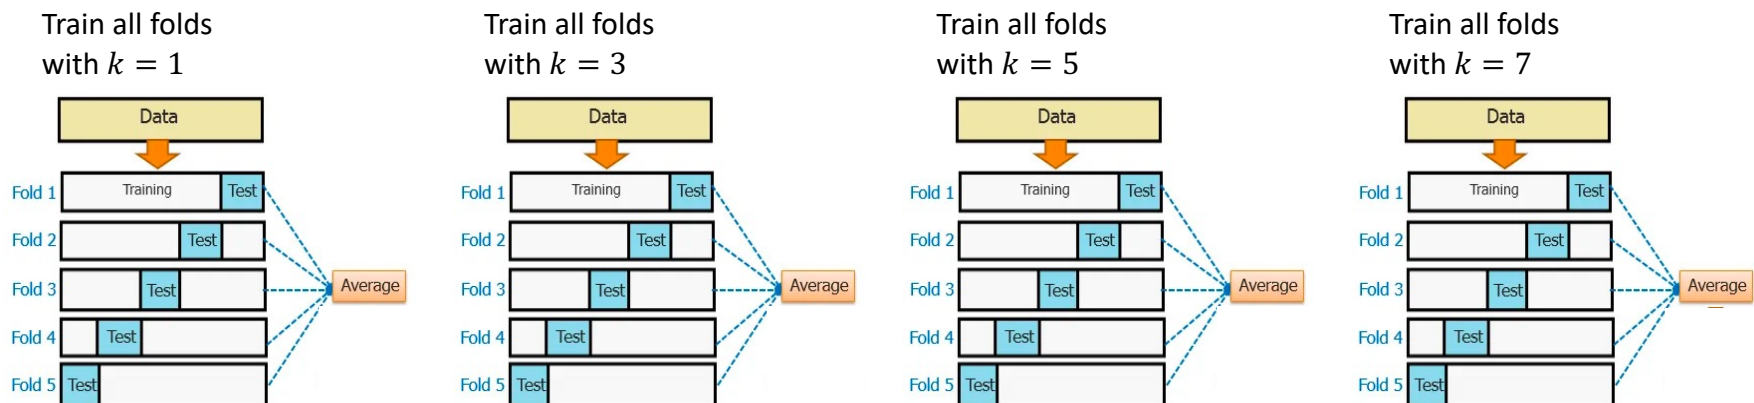 Train all folds
with k = 1
Data
Fold 1 Training Test
Fold 2 Test
Fold 3 Test Average
Fold 4 Test
Fold 5 Test
Train all folds
with k = 3
Data
Fold 1 Training Test
Fold 2 Test
Fold 3 Test Average
Fold 4 Test
Fold 5 Test
Train all folds
with k = 5
Data
Fold 1 Training Test
Fold 2 Test
Fold 3 Test Average
Fold 4 Test
Fold 5 Test
Train all folds
with k = 7
Data
Fold 1 Training Test
Fold 2 Test
Fold 3 Test Average
Fold 4 Test
Fold 5 Test